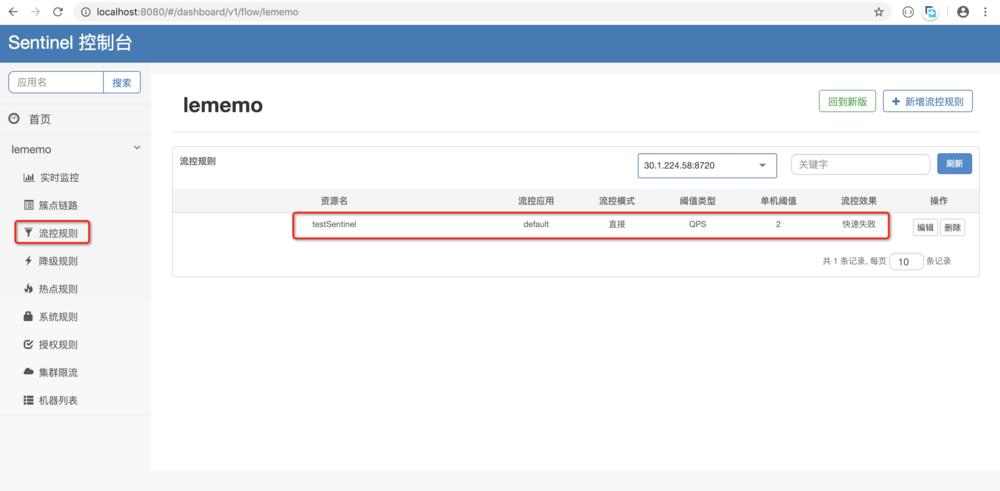 localhost:8080/#/dashboard/v1/flow/lememo
Sentinel 控制台
应用名 搜索
首页
lememo
实时监控
簇点链路
流控规则
降级规则
热点规则
系统规则
授权规则
集群限流
机器列表
lememo
回到新版 新增流控规则
流控规则 30.1.224.58:8720 关键字 刷新
资源名 流控应用 流控模式 阈值类型 单机阈值 流控效果 操作
testSentinel default 直接 QPS 2 快速失败 编辑 删除
共 1 条记录, 每页 10 条记录